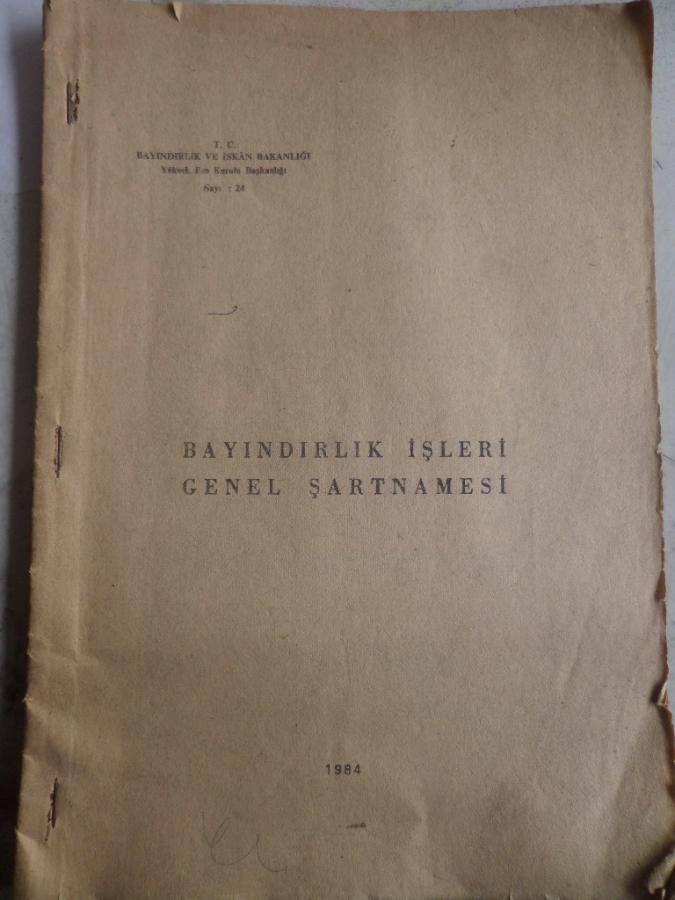 T. C.
BAYINDIRLIK VE İSKÂN BAKANLIĞI
Yüksek Fen Kurulu Başkanlığı
Sayı : 24
BAYINDIRLIK İŞLERİ
GENEL ŞARTNAMESİ
1984